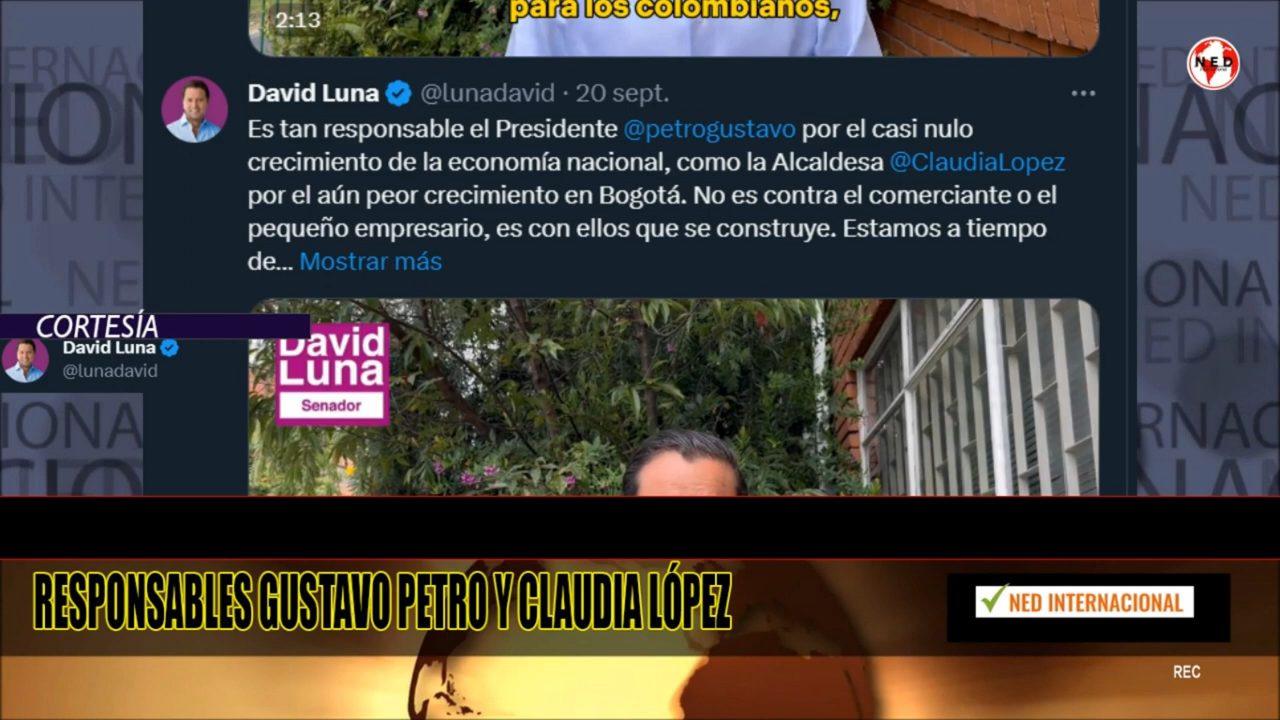 para los colombianos,
2:13
NED
David Luna @lunadavid · 20 sept.
Es tan responsable el Presidente @petrogustavo por el casi nulo
crecimiento de la economía nacional, como la Alcaldesa @ClaudiaLopez
por el aún peor crecimiento en Bogotá. No es contra el comerciante o el
pequeño empresario, es con ellos que se construye. Estamos a tiempo
de... Mostrar más
CORTESÍA
David Luna
@lunadavid
David
Luna
Senador
RESPONSABLES GUSTAVO PETRO Y CLAUDIA LÓPEZ
NED INTERNACIONAL
REC